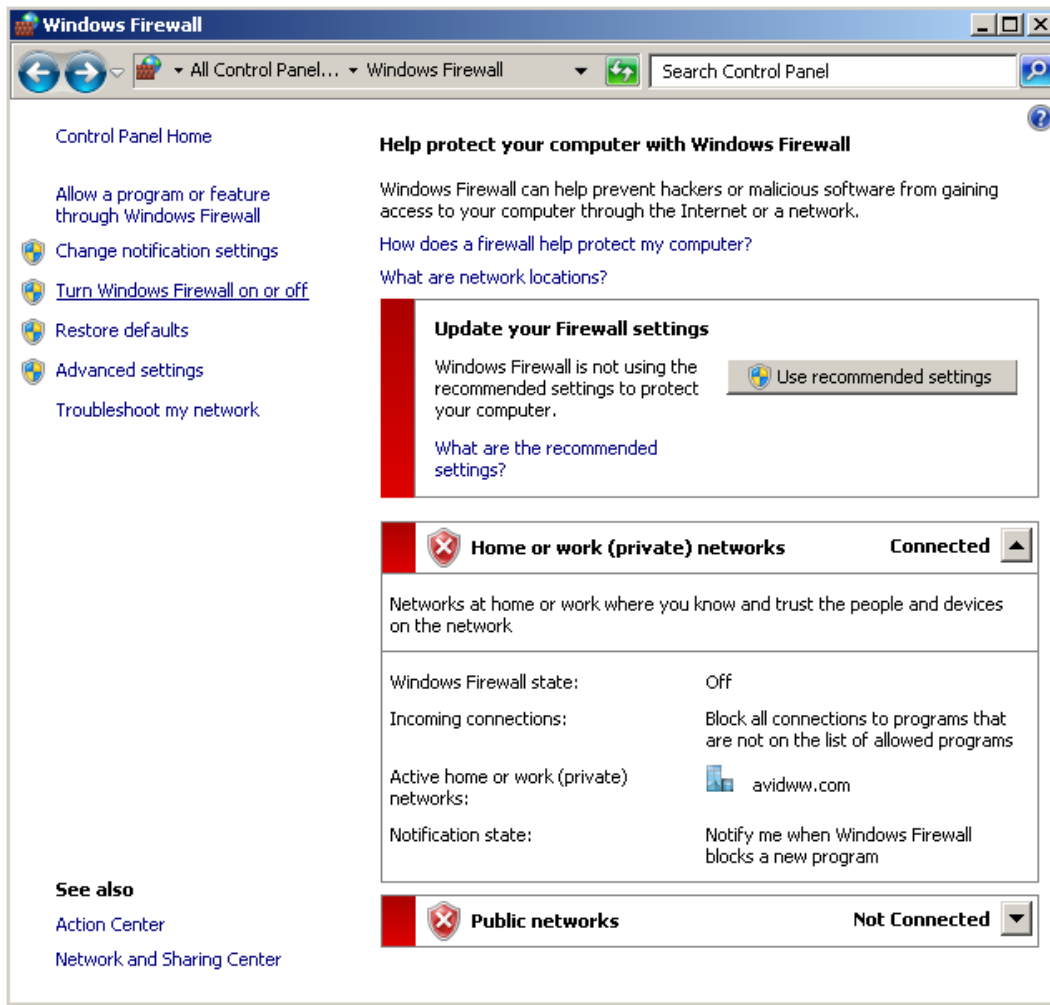 Windows Firewall
All Control Panel... Windows Firewall
Search Control Panel
Control Panel Home
Allow a program or feature
through Windows Firewall
Change notification settings
Turn Windows Firewall on or off
Restore defaults
Advanced settings
Troubleshoot my network
See also
Action Center
Network and Sharing Center
Help protect your computer with Windows Firewall
Windows Firewall can help prevent hackers or malicious software from gaining
access to your computer through the Internet or a network.
How does a firewall help protect my computer?
What are network locations?
Update your Firewall settings
Windows Firewall is not using the
recommended settings to protect
your computer.
Use recommended settings
What are the recommended
settings?
Home or work (private) networks Connected
Networks at home or work where you know and trust the people and devices
on the network
Windows Firewall state: Off
Incoming connections: Block all connections to programs that
are not on the list of allowed programs
Active home or work (private)
networks:
avidww.com
Notification state: Notify me when Windows Firewall
blocks a new program
Public networks Not Connected